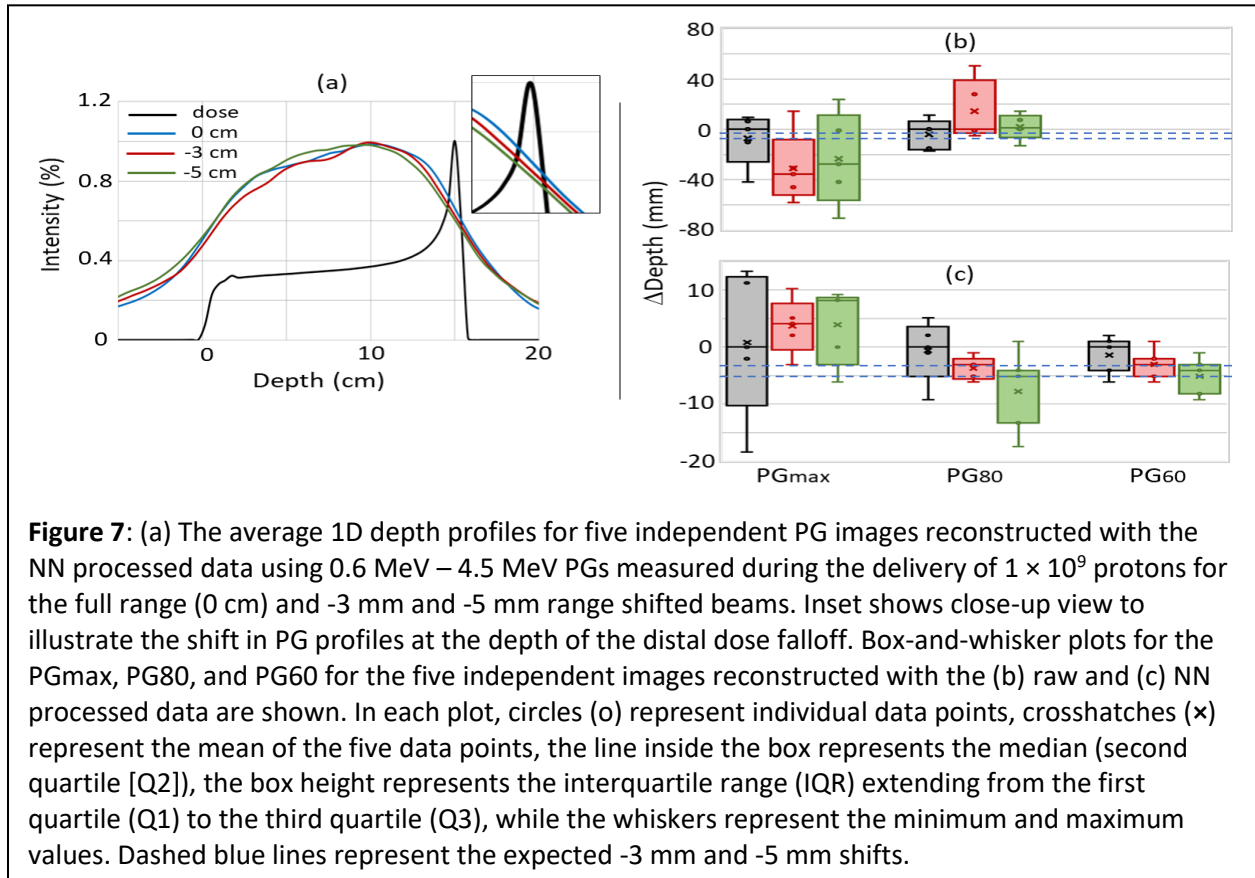 (a)
1.2
0.8
0.4
0
Intensity (%)
dose
0 cm
-3 cm
-5 cm
0
10
20
Depth (cm)
(b)
80
40
0
-40
-80
ΔDepth (mm)
(c)
10
0
-10
-20
PGmax
PG80
PG60
Figure 7: (a) The average 1D depth profiles for five independent PG images reconstructed with the
NN processed data using 0.6 MeV – 4.5 MeV PGs measured during the delivery of 1 × 10⁹ protons for
the full range (0 cm) and -3 mm and -5 mm range shifted beams. Inset shows close-up view to
illustrate the shift in PG profiles at the depth of the distal dose falloff. Box-and-whisker plots for the
PGmax, PG80, and PG60 for the five independent images reconstructed with the (b) raw and (c) NN
processed data are shown. In each plot, circles (o) represent individual data points, crosshatches (×)
represent the mean of the five data points, the line inside the box represents the median (second
quartile [Q2]), the box height represents the interquartile range (IQR) extending from the first
quartile (Q1) to the third quartile (Q3), while the whiskers represent the minimum and maximum
values. Dashed blue lines represent the expected -3 mm and -5 mm shifts.